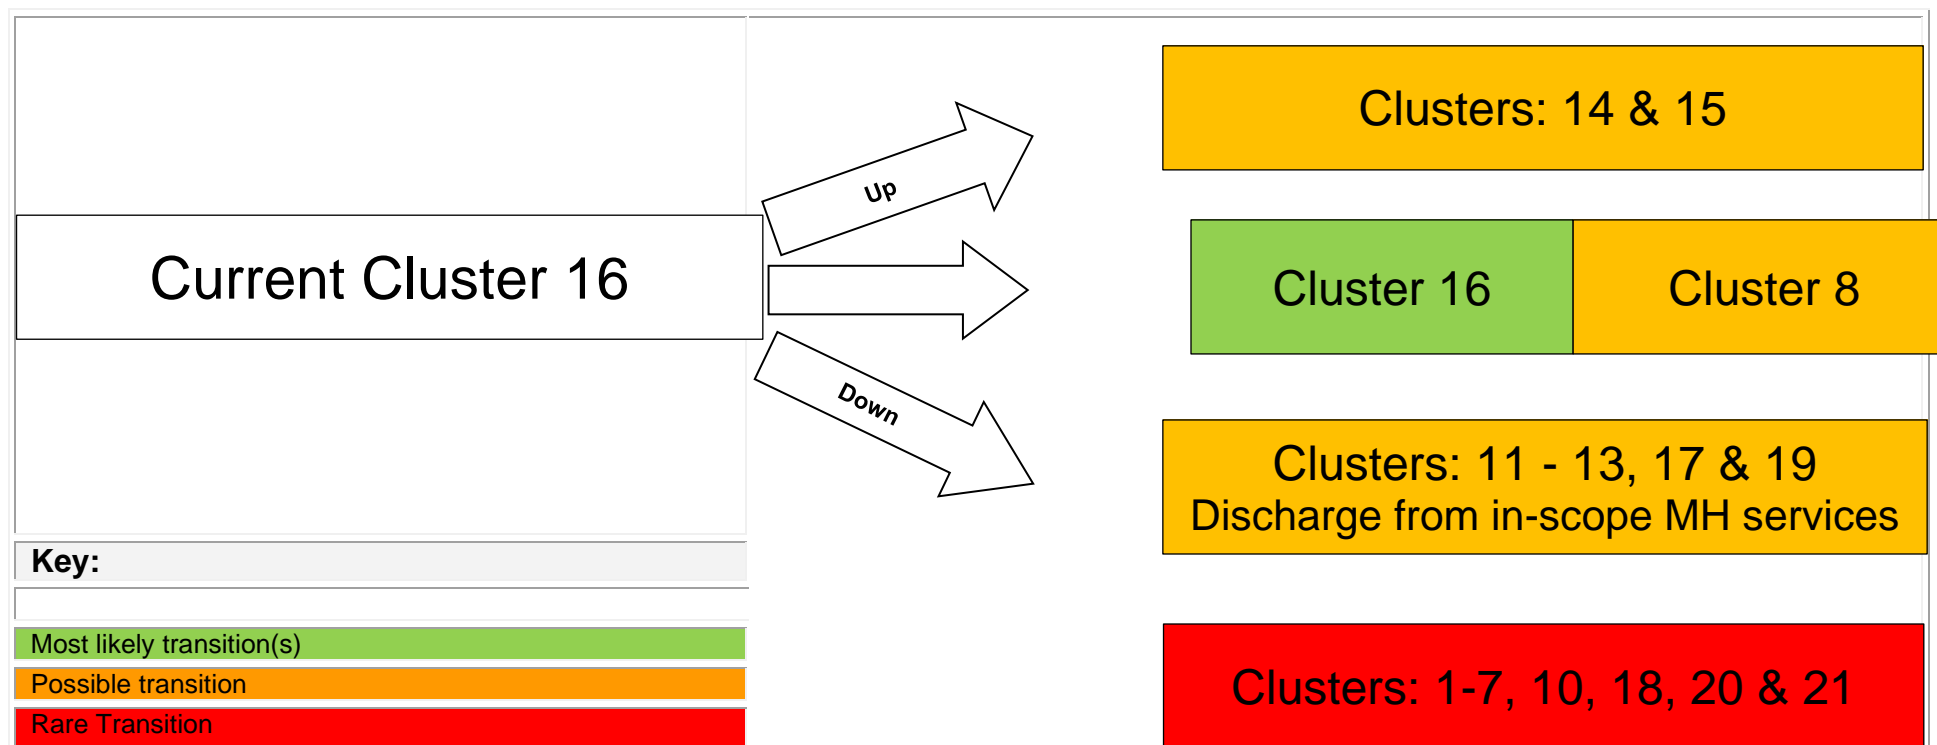 Clusters: 14 & 15
Up
Current Cluster 16
Cluster 16
Cluster 8
Down
Clusters: 11 - 13, 17 & 19
Discharge from in-scope MH services
Key:
Most likely transition(s)
Possible transition
Rare Transition
Clusters: 1-7, 10, 18, 20 & 21